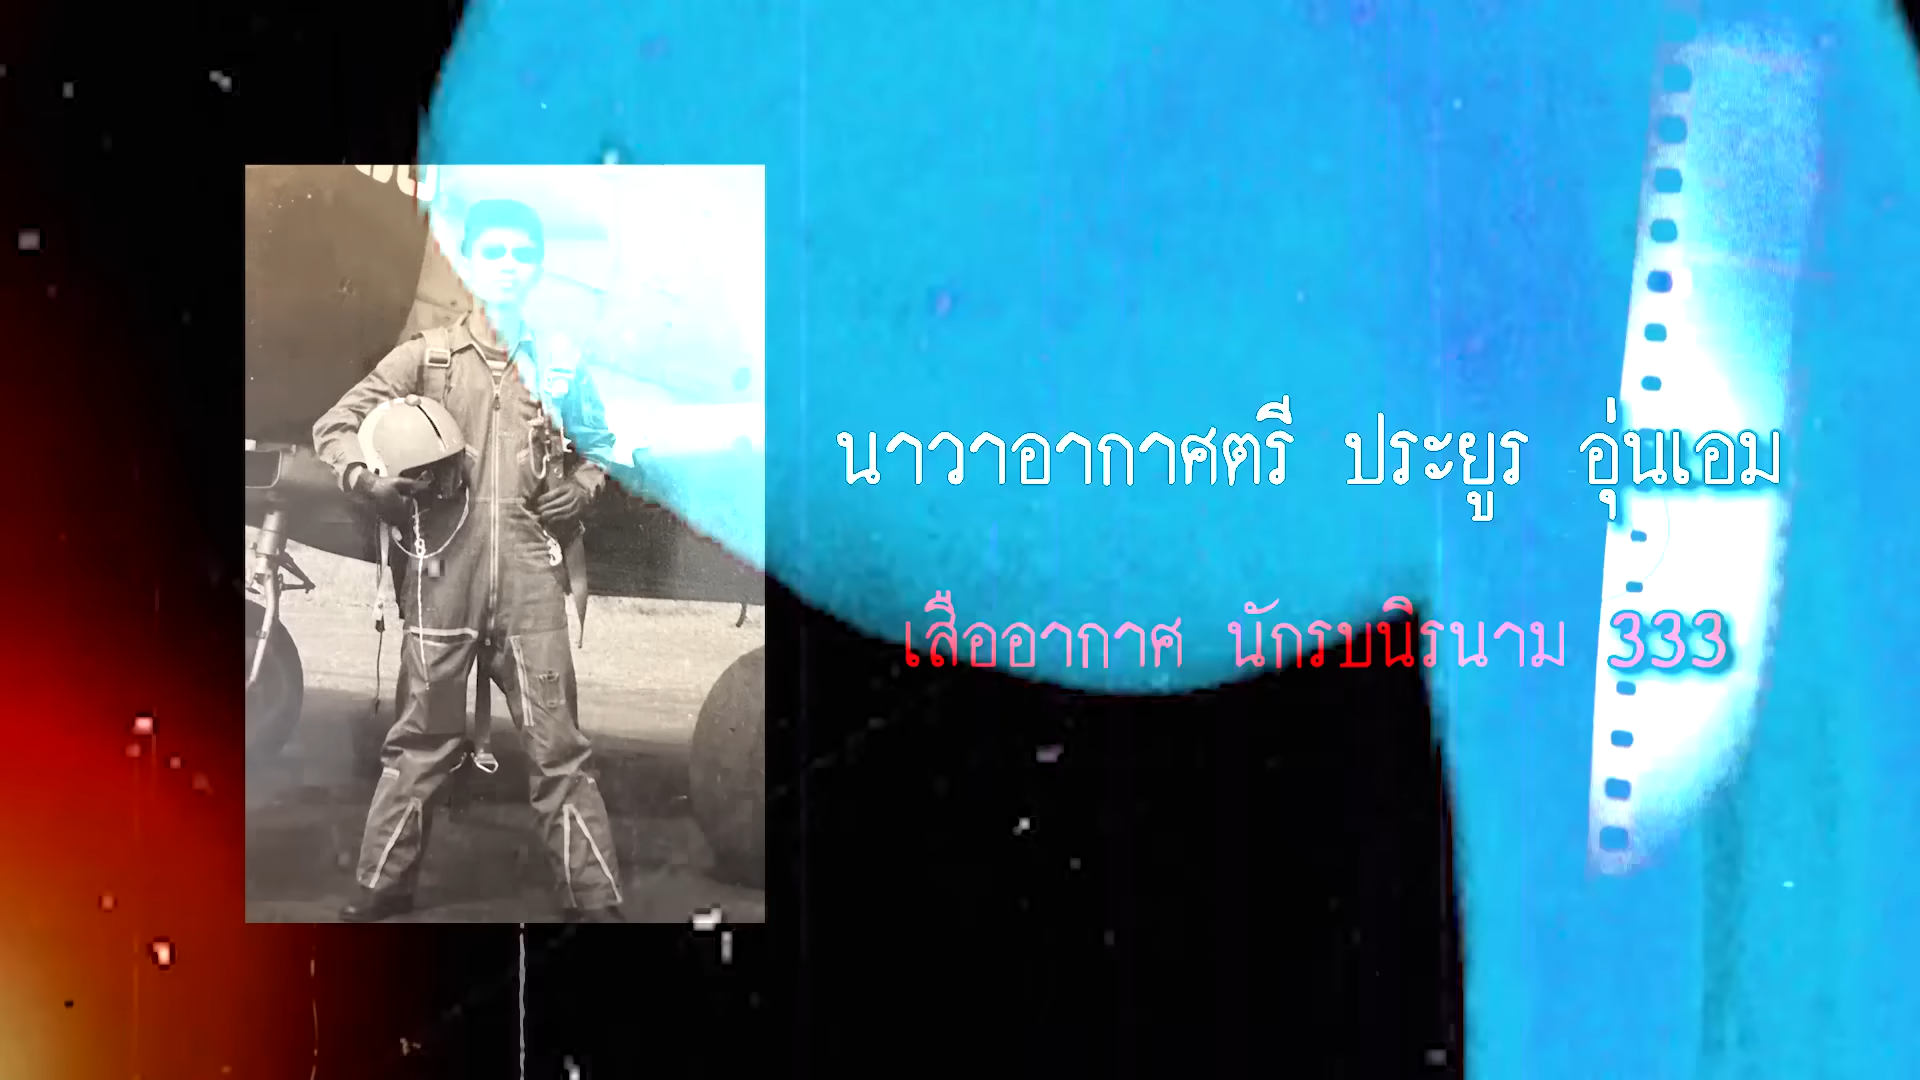 นาวาอากาศตรี ประยูร อุ่นเอม
เสืออากาศ นักรบนิรนาม 333